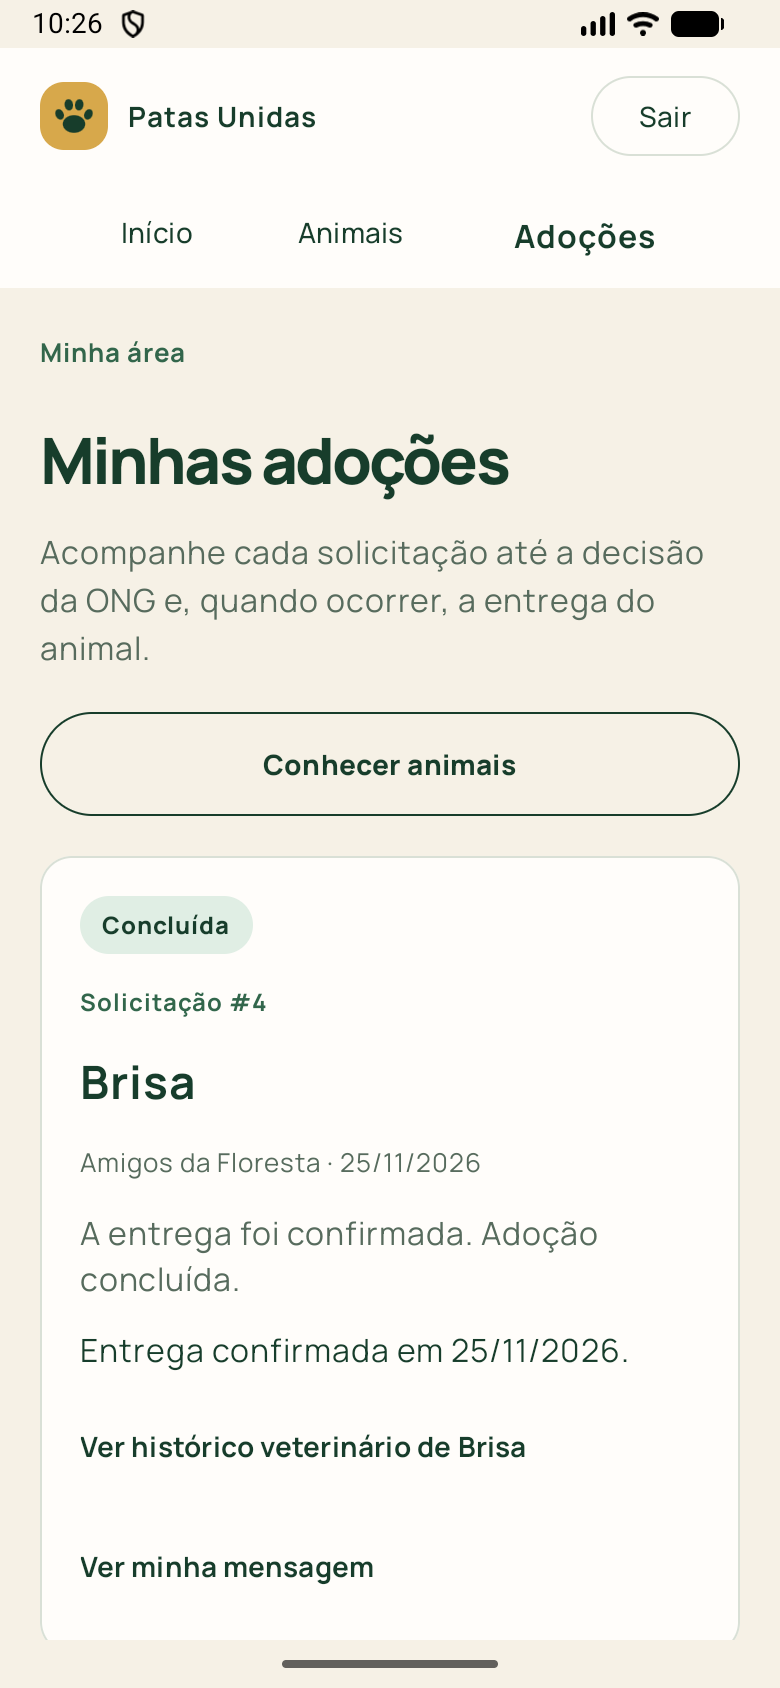 10:26
Patas Unidas
Sair
Início
Animais
Adoções
Minha área
Minhas adoções
Acompanhe cada solicitação até a decisão
da ONG e, quando ocorrer, a entrega do
animal.
Conhecer animais
Concluída
Solicitação #4
Brisa
Amigos da Floresta · 25/11/2026
A entrega foi confirmada. Adoção
concluída.
Entrega confirmada em 25/11/2026.
Ver histórico veterinário de Brisa
Ver minha mensagem